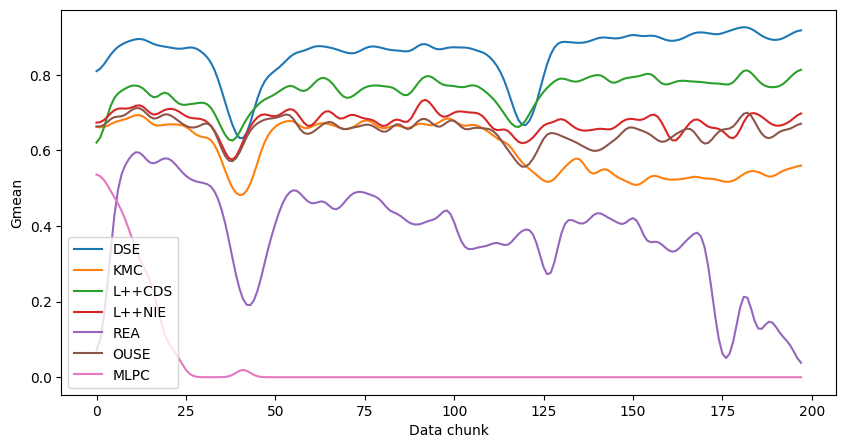 0.8
0.6
0.4
0.2
0.0
Gmean
DSE
KMC
L++CDS
L++NIE
REA
OUSE
MLPC
0 25 50 75 100 125 150 175 200
Data chunk